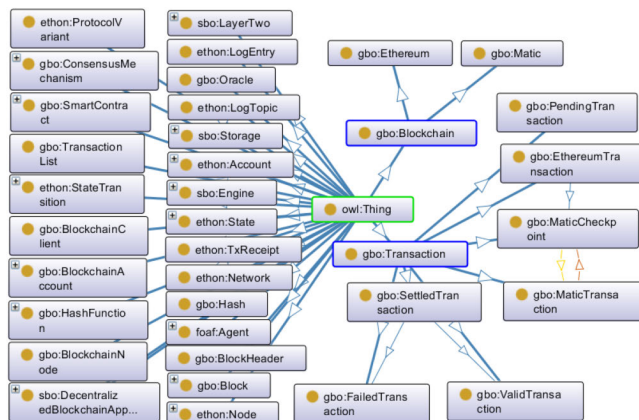 ethon:ProtocolV
ariant
gbo:ConsensusMe
chanism
gbo:SmartContra
ct
gbo:Transaction
List
ethon:StateTran
sition
gbo:BlockchainC
lient
gbo:BlockchainA
ccount
gbo:HashFunctio
n
gbo:BlockchainN
ode
sbo:Decentraliz
edBlockchainApp...
sbo:LayerTwo
ethon:LogEntry
gbo:Oracle
ethon:LogTopic
sbo:Storage
ethon:Account
sbo:Engine
ethon:State
ethon:TxReceipt
ethon:Network
gbo:Hash
foaf:Agent
gbo:BlockHeader
gbo:Block
ethon:Node
owl:Thing
gbo:Ethereum
gbo:Matic
gbo:Blockchain
gbo:PendingTran
saction
gbo:EthereumTra
nsaction
gbo:MaticCheckp
oint
gbo:Transaction
gbo:SettledTran
saction
gbo:MaticTransa
ction
gbo:FailedTrans
action
gbo:ValidTransa
ction